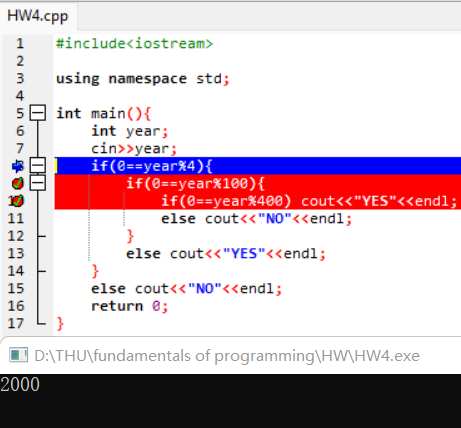 HW4.cpp
1 #include<iostream>
2
3 using namespace std;
4
5 int main(){
6 int year;
7 cin>>year;
if(0==year%4){
if(0==year%100){
10 if(0==year%400) cout<<"YES"<<endl;
11 else cout<<"NO"<<endl;
12 }
13 else cout<<"YES"<<endl;
14 }
15 else cout<<"NO"<<endl;
16 return 0;
17 }
D:\THU\fundamentals of programming\HW\HW4.exe
2000